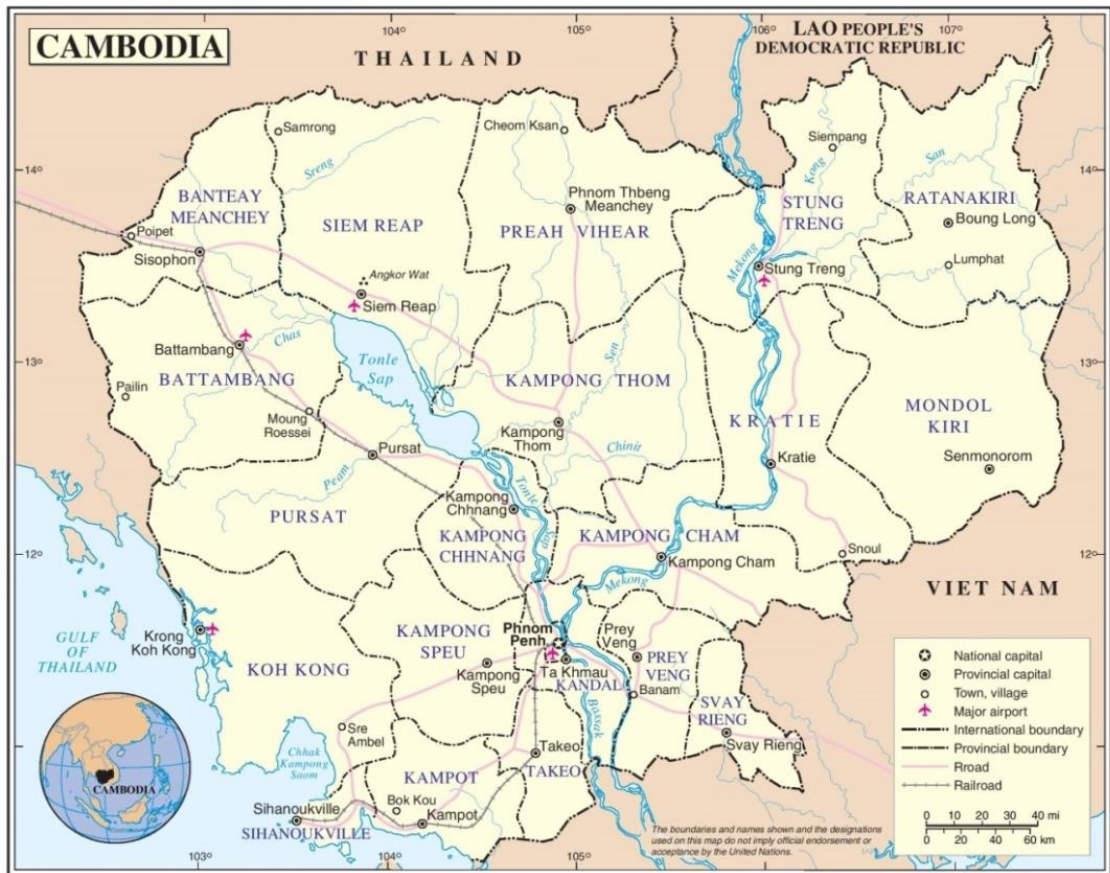 CAMBODIA
103°
104°
105°
106°
107°
THAILAND
LAO PEOPLE'S
DEMOCRATIC REPUBLIC
Samrong
Cheom Ksan
Siempang
Kong
San
Sreng
14°
14°
BANTEAY
MEANCHEY
SIEM REAP
PREAH VIHEAR
Phnom Thbeng
Meanchey
STUNG
TRENG
RATANAKIRI
Boung Long
Poipet
Sisophon
Angkor Wat
Siem Reap
Mekong
Stung Treng
Lumphat
Battambang
Chas
Tonle
Sap
Sen
13°
13°
BATTAMBANG
Pailin
KAMPONG THOM
KRATIE
MONDOL
KIRI
Moung
Roessei
Pursat
Kampong
Thom
Chinit
Kratie
Senmonorom
Peam
PURSAT
Kampong
Chhnang
Tonle
Sap
KAMPONG
CHHNANG
KAMPONG CHAM
Kampong Cham
Snoul
12°
12°
Mekong
VIET NAM
GULF
OF
THAILAND
Krong
Koh Kong
KOH KONG
KAMPONG
SPEU
Kampong
Speu
Phnom
Penh
Ta Khmau
KANDAL
Prey
Veng
PREY
VENG
Banam
SVAY
RIENG
Svay Rieng
Bassak
Sre
Ambel
Chhak
Kampong
Saom
Takeo
TAKEO
KAMPOT
Bok Kou
Kampot
Sihanoukville
SIHANOUKVILLE
CAMBODIA
National capital
Provincial capital
Town, village
Major airport
International boundary
Provincial boundary
Rroad
Railroad
0 10 20 30 40 mi
0 20 40 60 km
The boundaries and names shown and the designations
used on this map do not imply official endorsement or
acceptance by the United Nations.
103°
104°
105°